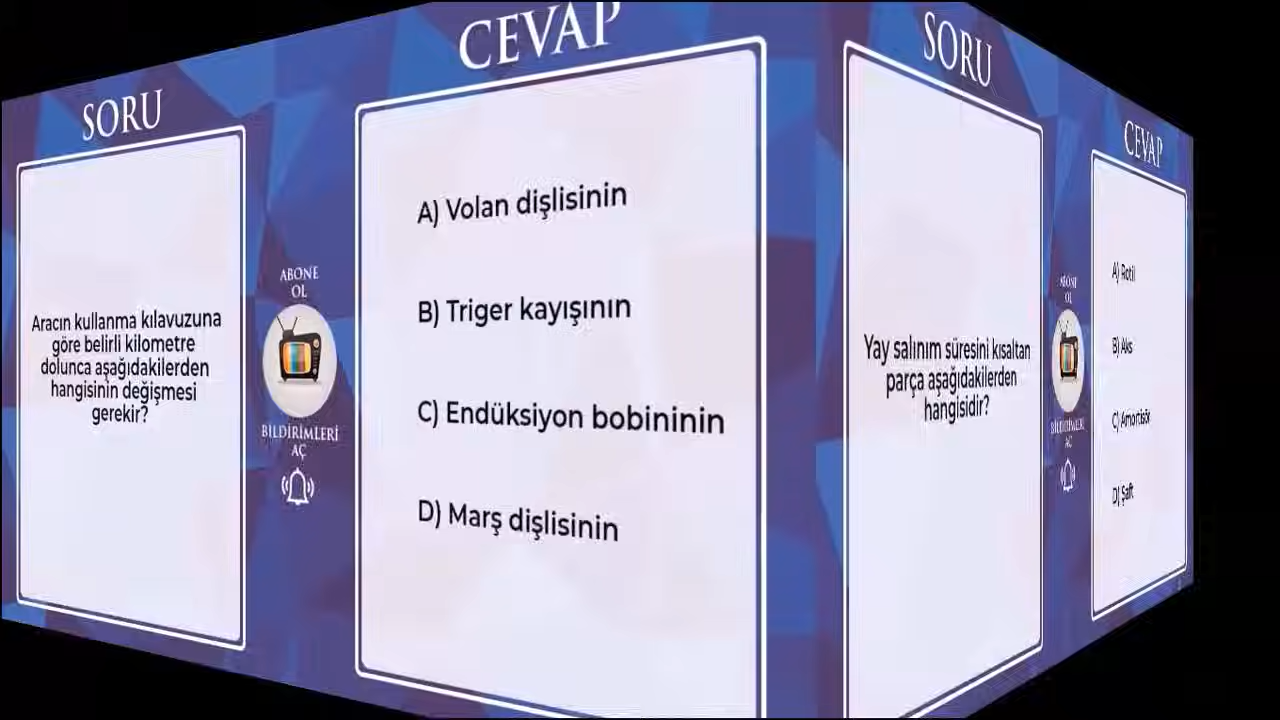 SORU
Aracın kullanma kılavuzuna
göre belirli kilometre
dolunca aşağıdakilerden
hangisinin değişmesi
gerekir?
ABONE
OL
BİLDİRİMLERİ
AÇ
CEVAP
A) Volan dişlisinin
B) Triger kayışının
C) Endüksiyon bobininin
D) Marş dişlisinin
SORU
Yay salınım süresini kısaltan
parça aşağıdakilerden
hangisidir?
ABONE
OL
BİLDİRİMLERİ
AÇ
CEVAP
A) Rotil
B) Aks
C) Amortisör
D) Şaft